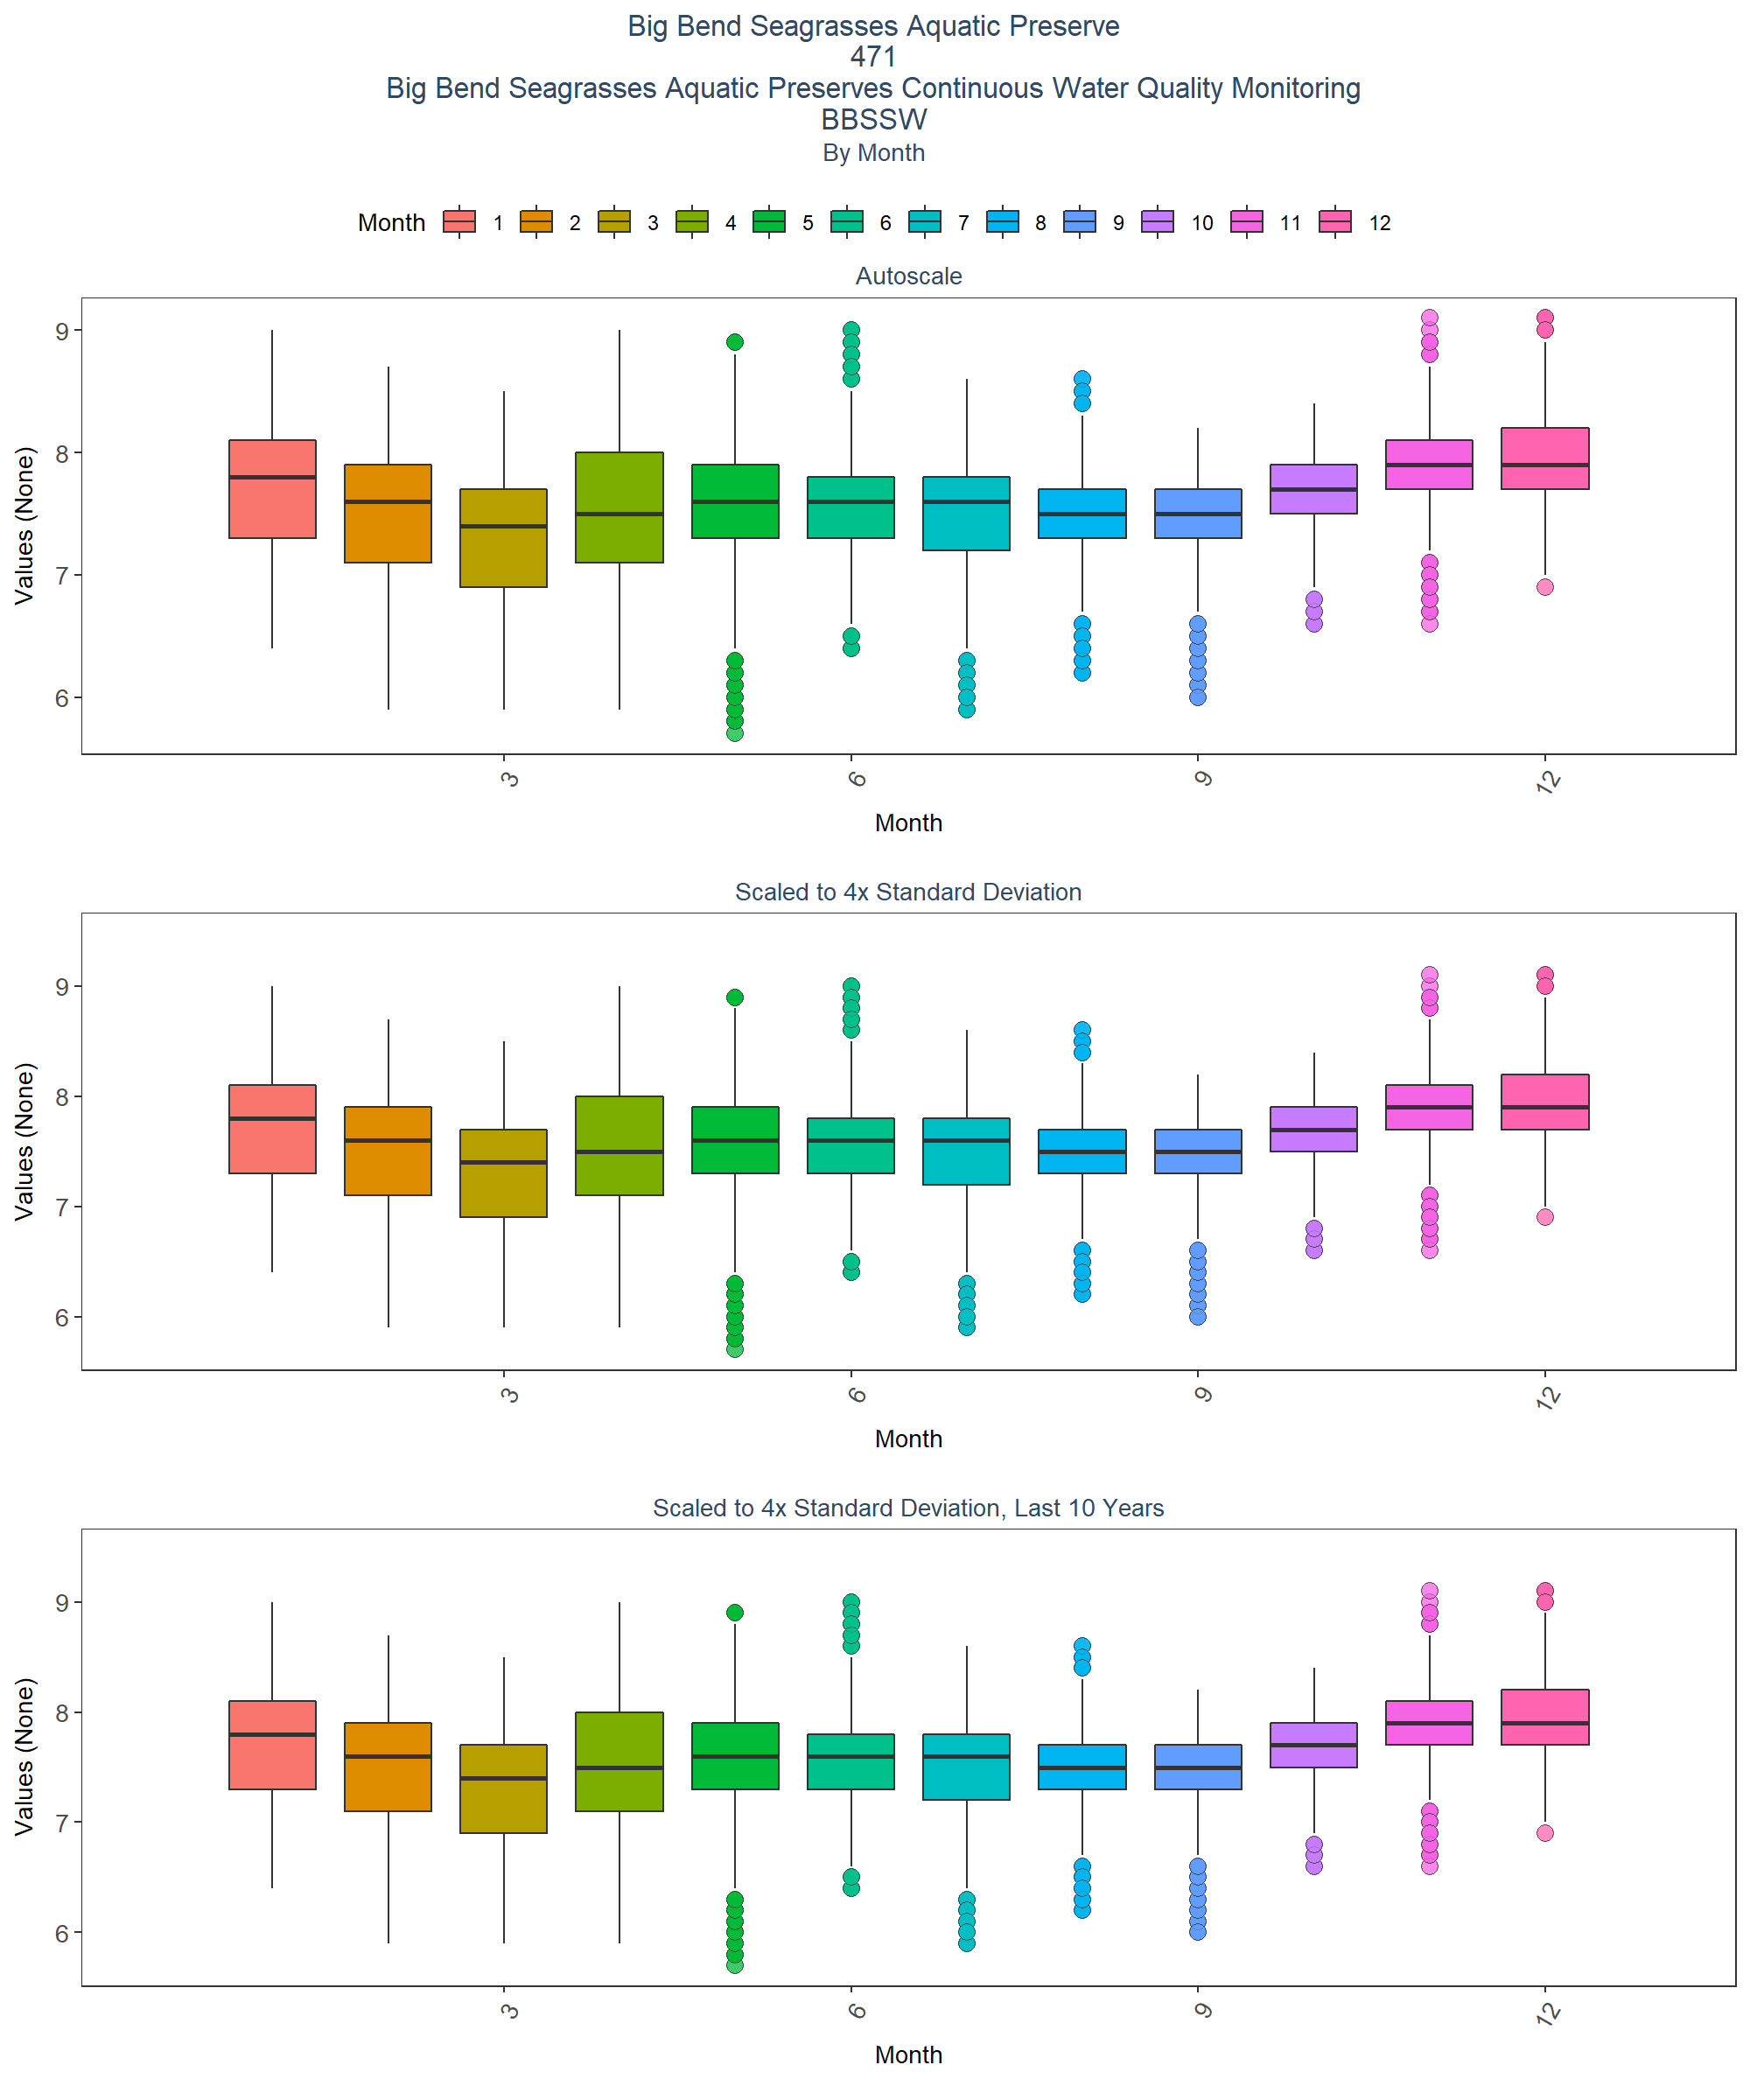 Big Bend Seagrasses Aquatic Preserve
471
Big Bend Seagrasses Aquatic Preserves Continuous Water Quality Monitoring
BBSSW
By Month
Month 1 2 3 4 5 6 7 8 9 10 11 12
Autoscale
Values (None)
9
8
7
6
3 6 9 12
Month
Scaled to 4x Standard Deviation
Values (None)
9
8
7
6
3 6 9 12
Month
Scaled to 4x Standard Deviation, Last 10 Years
Values (None)
9
8
7
6
3 6 9 12
Month